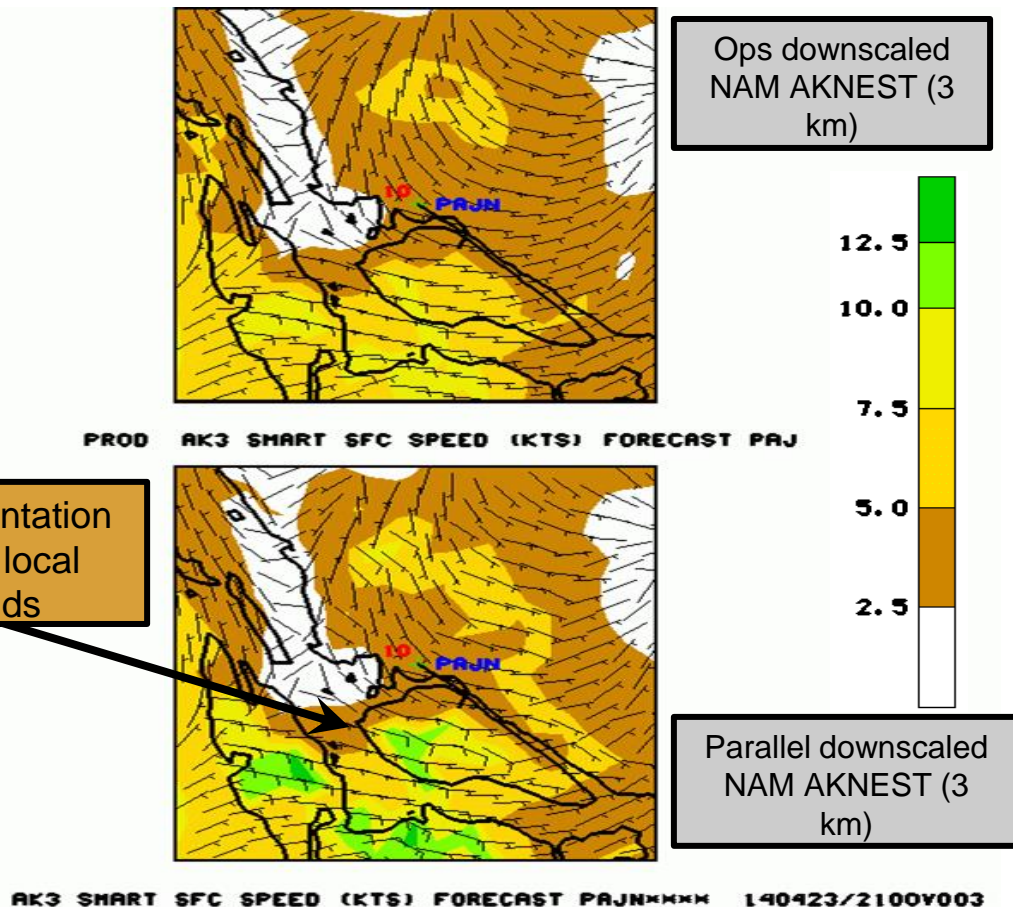 Ops downscaled
NAM AKNEST (3
km)
10
PAJN
12.5
10.0
7.5
5.0
2.5
PROD AK3 SMART SFC SPEED (KTS) FORECAST PAJ
ntation
local
ds
10
PAJN
Parallel downscaled
NAM AKNEST (3
km)
AK3 SMART SFC SPEED (KTS) FORECAST PAJN**** 140423/2100V003